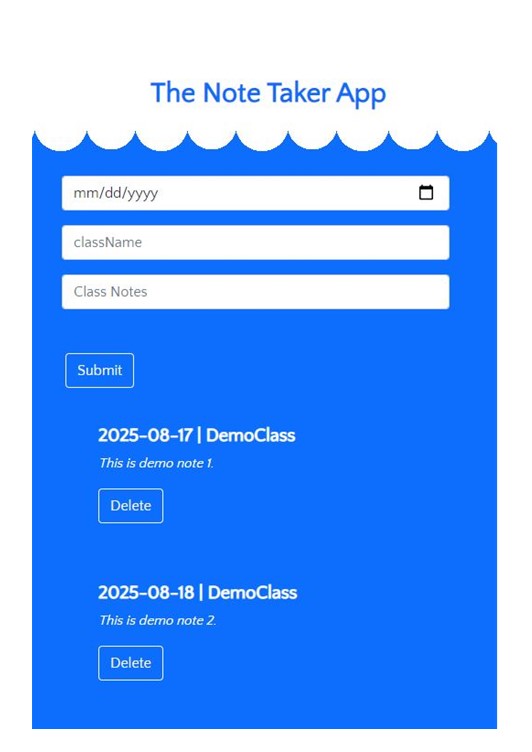 The Note Taker App
mm/dd/yyyy
className
Class Notes
Submit
2025-08-17 | DemoClass
This is demo note 1.
Delete
2025-08-18 | DemoClass
This is demo note 2.
Delete